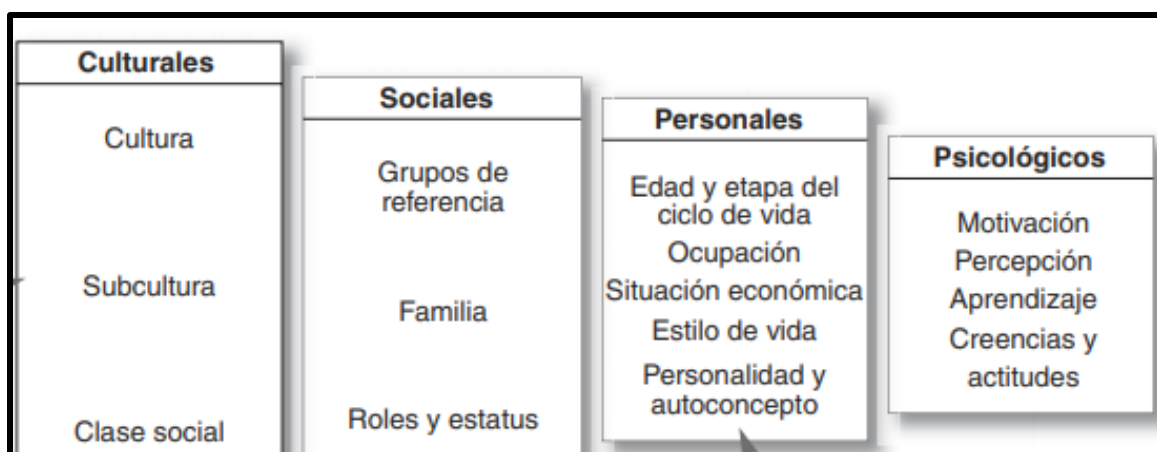 Culturales
Cultura
Subcultura
Clase social
Sociales
Grupos de
referencia
Familia
Roles y estatus
Personales
Edad y etapa del
ciclo de vida
Ocupación
Situación económica
Estilo de vida
Personalidad y
autoconcepto
Psicológicos
Motivación
Percepción
Aprendizaje
Creencias y
actitudes